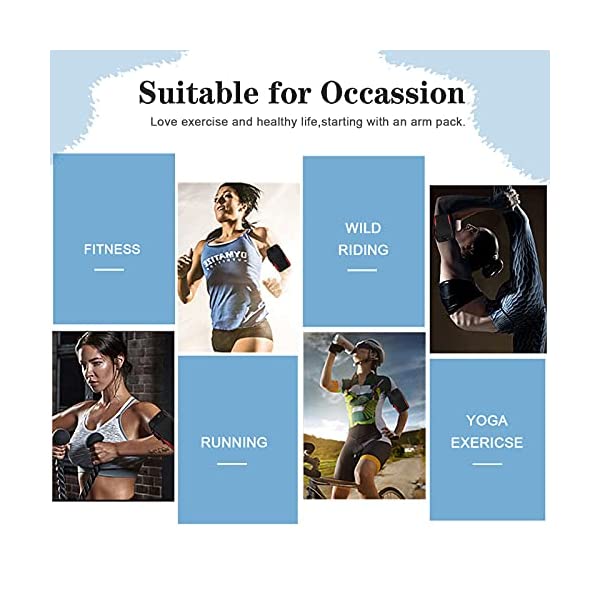 Suitable for Occassion
Love exercise and healthy life,starting with an arm pack.
FITNESS
WILD
RIDING
RUNNING
YOGA
EXERICSE